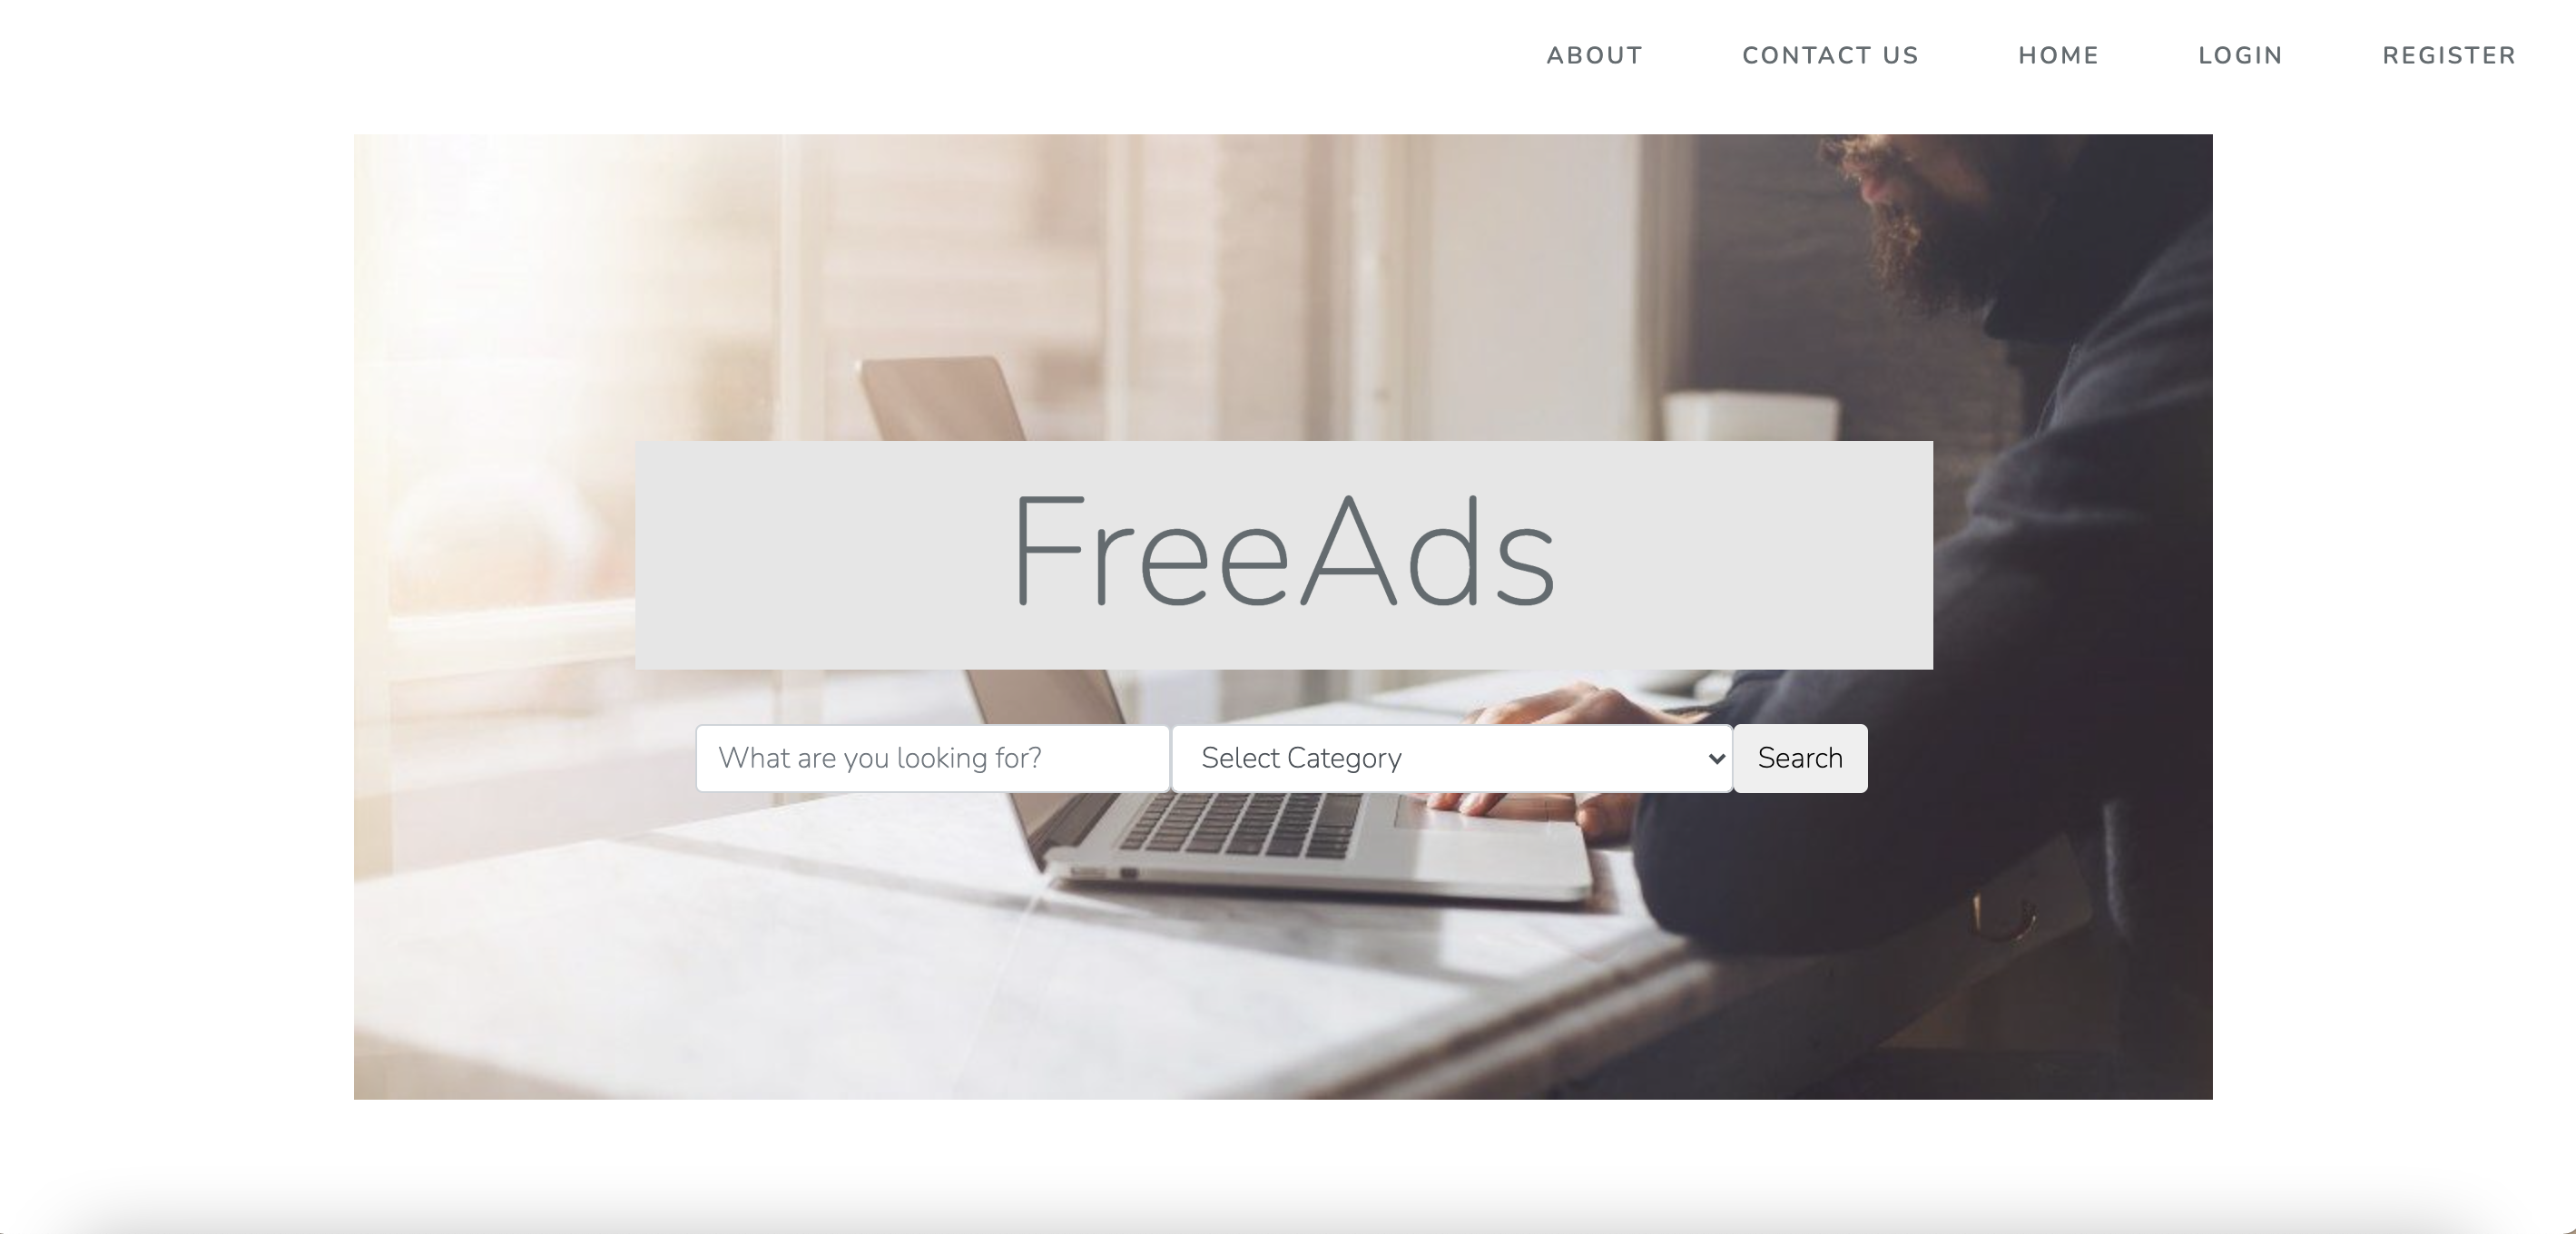 ABOUT CONTACT US HOME LOGIN REGISTER
FreeAds
What are you looking for? Select Category Search